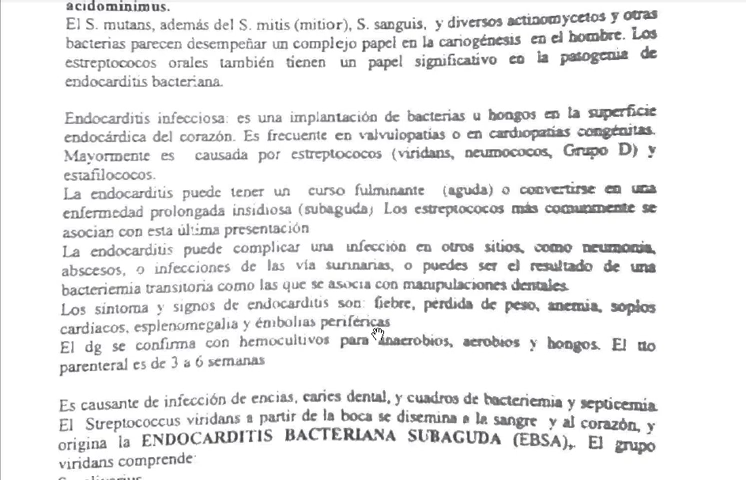 acidominimus.
El S. mutans, además del S. mitis (mitior), S. sanguis, y diversos actinomycetos y otras
bacterias parecen desempeñar un complejo papel en la cariogénesis en el hombre. Los
estreptococos orales también tienen un papel significativo en la patogenia de
endocarditis bacteriana.
Endocarditis infecciosa: es una implantación de bacterias u hongos en la superficie
endocárdica del corazón. Es frecuente en valvulopatías o en cardiopatías congénitas.
Mayormente es causada por estreptococos (viridans, neumococos, Grupo D) y
estafilococos.
La endocarditis puede tener un curso fulminante (aguda) o convertirse en una
enfermedad prolongada insidiosa (subaguda) Los estreptococos más comunmente se
asocian con esta última presentación
La endocarditis puede complicar una infección en otros sitios, como neumonia,
abscesos, o infecciones de las vía surinarias, o puedes ser el resultado de una
bacteriemia transitoria como las que se asocia con manipulaciones dentales.
Los sintoma y signos de endocarditis son: fiebre, pérdida de peso, anemia, soplos
cardiacos, esplenomegalia y émbolias periféricas
El dg se confirma con hemocultivos para anaerobios, aerobios y hongos. El tto
parenteral es de 3 a 6 semanas
Es causante de infección de encias, caries dental, y cuadros de bacteriemia y septicemia.
El Streptococcus viridans a partir de la boca se disemina a la sangre y al corazón, y
origina la ENDOCARDITIS BACTERIANA SUBAGUDA (EBSA),. El grupo
viridans comprende: